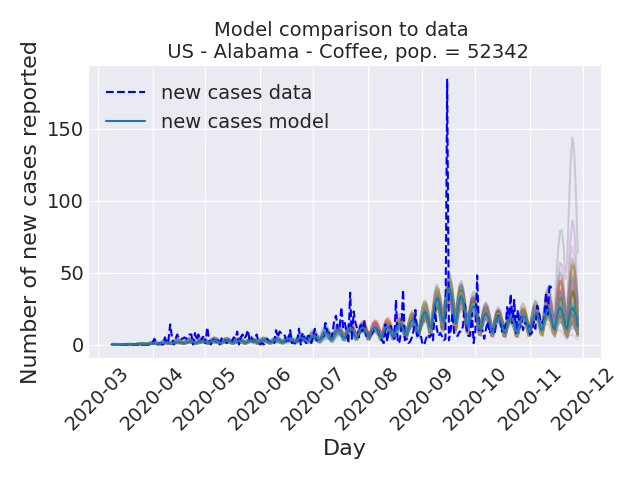 Model comparison to data
US - Alabama - Coffee, pop. = 52342
new cases data
new cases model
Number of new cases reported
150
100
50
0
2020-03
2020-04
2020-05
2020-06
2020-07
2020-08
2020-09
2020-10
2020-11
2020-12
Day